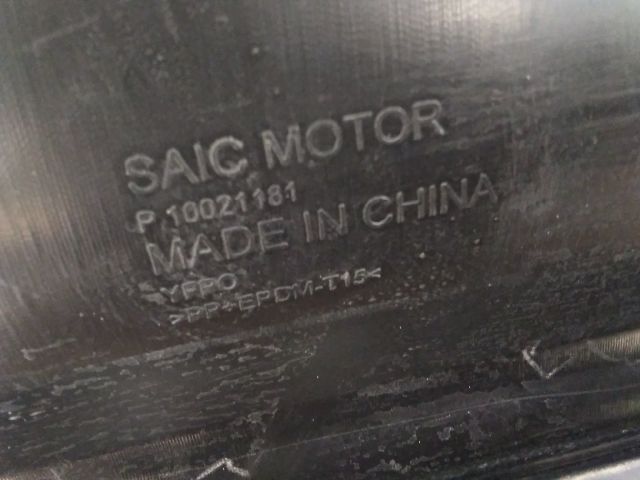 SAIC MOTOR
P 10021181
MADE IN CHINA
YFPO
>PP+EPDM-T15<